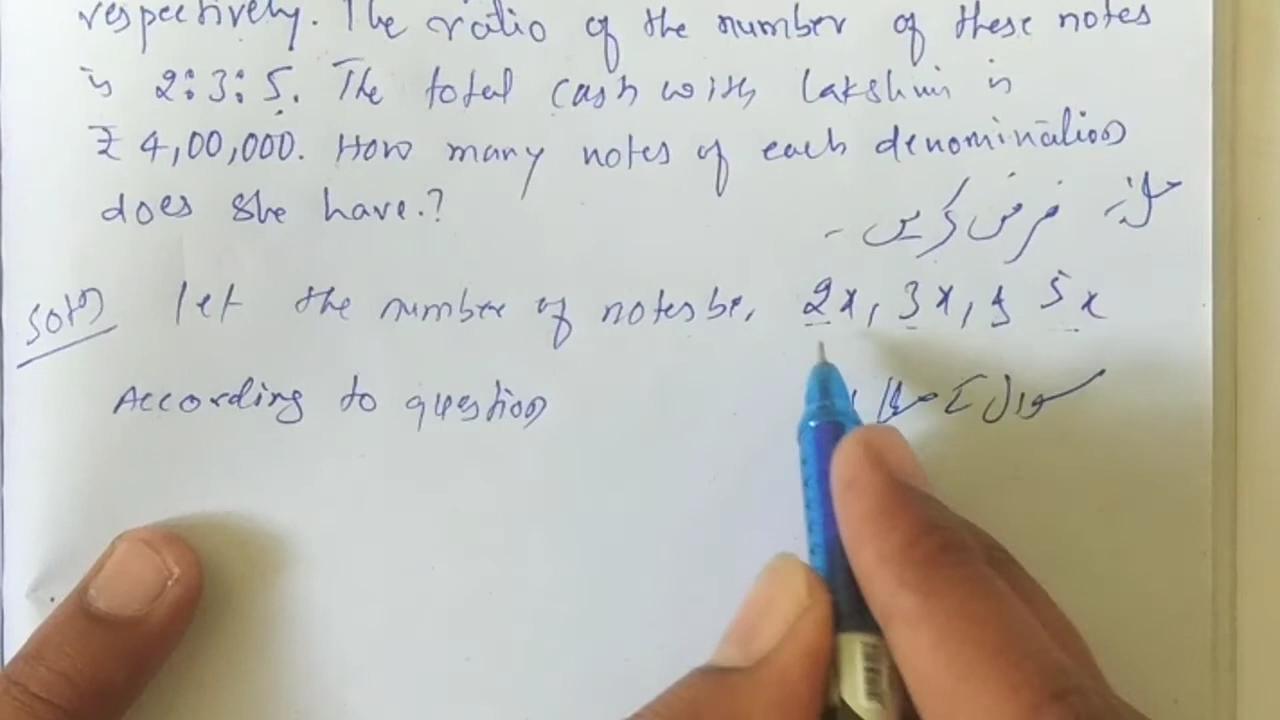 respectively. The ratio of the number of these notes
is 2:3:5. The total cash with Lakshmi is
₹ 4,00,000. How many notes of each denomination
does she have.?
فرض کریں ۔
Soln let the number of notes be, 2x, 3x, & 5x
According to question
سوال کے